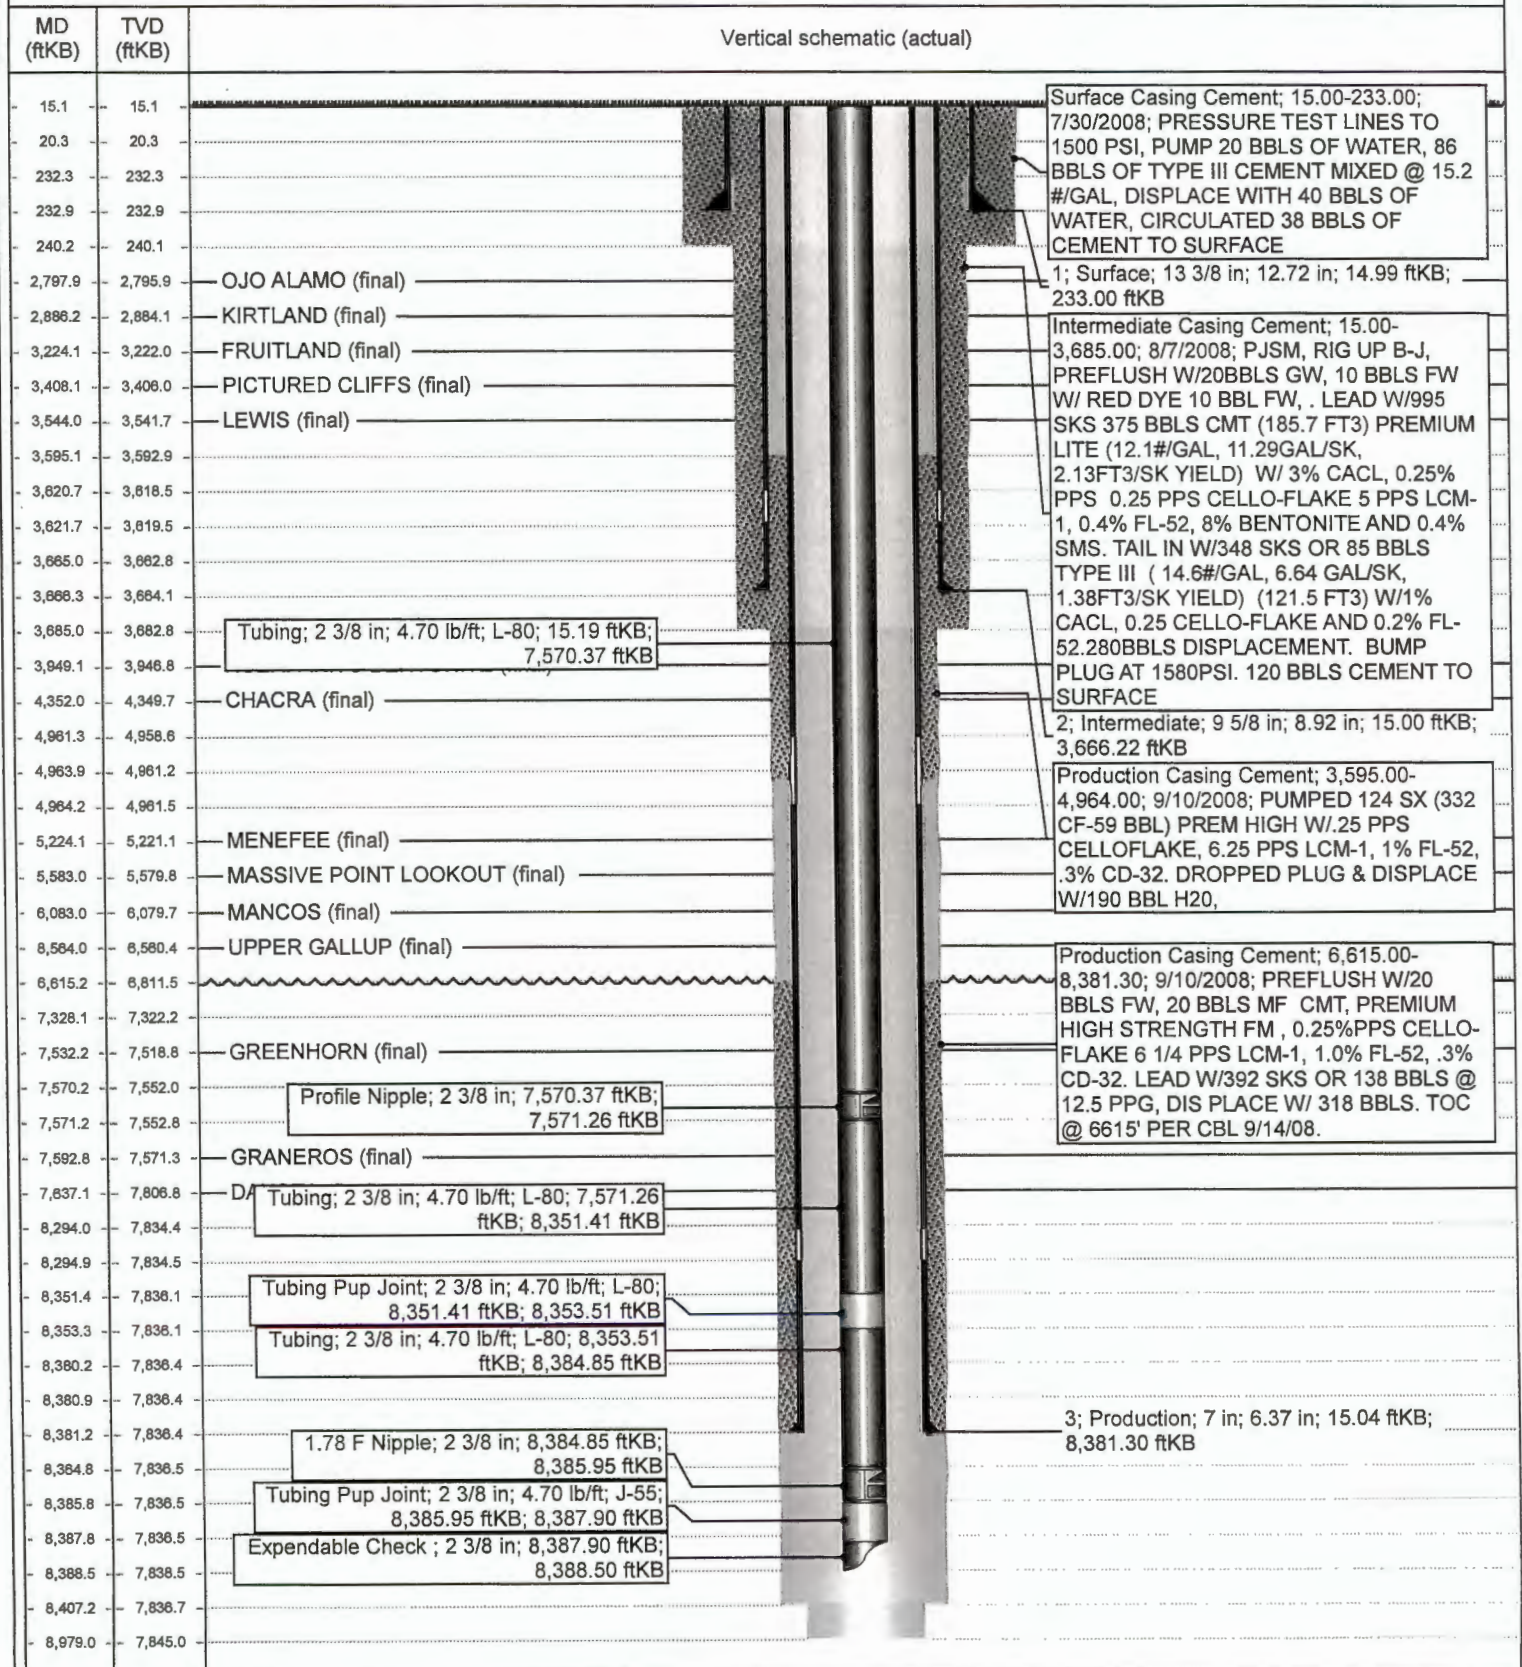 MD
(ftKB)
TVD
(ftKB)
Vertical schematic (actual)
15.1 15.1
20.3 20.3
232.3 232.3
232.9 232.9
240.2 240.1
2,797.9 2,795.9 OJO ALAMO (final)
2,886.2 2,884.1 KIRTLAND (final)
3,224.1 3,222.0 FRUITLAND (final)
3,408.1 3,406.0 PICTURED CLIFFS (final)
3,544.0 3,541.7 LEWIS (final)
3,595.1 3,592.9
3,620.7 3,618.5
3,621.7 3,619.5
3,665.0 3,662.8
3,666.3 3,664.1
3,685.0 3,682.8
3,949.1 3,946.8
4,352.0 4,349.7 CHACRA (final)
4,961.3 4,958.6
4,963.9 4,961.2
4,964.2 4,961.5
5,224.1 5,221.1 MENEFEE (final)
5,583.0 5,579.8 MASSIVE POINT LOOKOUT (final)
6,083.0 6,079.7 MANCOS (final)
6,564.0 6,560.4 UPPER GALLUP (final)
6,615.2 6,611.5
7,328.1 7,322.2
7,532.2 7,518.8 GREENHORN (final)
7,570.2 7,552.0
7,571.2 7,552.8
7,592.8 7,571.3 GRANEROS (final)
7,837.1 7,806.8 DA
8,294.0 7,834.4
8,294.9 7,834.5
8,351.4 7,836.1
8,353.3 7,836.1
8,380.2 7,836.4
8,380.9 7,836.4
8,381.2 7,836.4
8,384.8 7,836.5
8,385.8 7,836.5
8,387.8 7,836.5
8,388.5 7,836.5
8,407.2 7,836.7
8,979.0 7,845.0
Tubing; 2 3/8 in; 4.70 lb/ft; L-80; 15.19 ftKB;
7,570.37 ftKB
Profile Nipple; 2 3/8 in; 7,570.37 ftKB;
7,571.26 ftKB
Tubing; 2 3/8 in; 4.70 lb/ft; L-80; 7,571.26
ftKB; 8,351.41 ftKB
Tubing Pup Joint; 2 3/8 in; 4.70 lb/ft; L-80;
8,351.41 ftKB; 8,353.51 ftKB
Tubing; 2 3/8 in; 4.70 lb/ft; L-80; 8,353.51
ftKB; 8,384.85 ftKB
1.78 F Nipple; 2 3/8 in; 8,384.85 ftKB;
8,385.95 ftKB
Tubing Pup Joint; 2 3/8 in; 4.70 lb/ft; J-55;
8,385.95 ftKB; 8,387.90 ftKB
Expendable Check ; 2 3/8 in; 8,387.90 ftKB;
8,388.50 ftKB
Surface Casing Cement; 15.00-233.00;
7/30/2008; PRESSURE TEST LINES TO
1500 PSI, PUMP 20 BBLS OF WATER, 86
BBLS OF TYPE III CEMENT MIXED @ 15.2
#/GAL, DISPLACE WITH 40 BBLS OF
WATER, CIRCULATED 38 BBLS OF
CEMENT TO SURFACE
1; Surface; 13 3/8 in; 12.72 in; 14.99 ftKB;
233.00 ftKB
Intermediate Casing Cement; 15.00-
3,685.00; 8/7/2008; PJSM, RIG UP B-J,
PREFLUSH W/20BBLS GW, 10 BBLS FW
W/ RED DYE 10 BBL FW, . LEAD W/995
SKS 375 BBLS CMT (185.7 FT3) PREMIUM
LITE (12.1#/GAL, 11.29GAL/SK,
2.13FT3/SK YIELD) W/ 3% CACL, 0.25%
PPS 0.25 PPS CELLO-FLAKE 5 PPS LCM-
1, 0.4% FL-52, 8% BENTONITE AND 0.4%
SMS. TAIL IN W/348 SKS OR 85 BBLS
TYPE III ( 14.6#/GAL, 6.64 GAL/SK,
1.38FT3/SK YIELD) (121.5 FT3) W/1%
CACL, 0.25 CELLO-FLAKE AND 0.2% FL-
52.280BBLS DISPLACEMENT. BUMP
PLUG AT 1580PSI. 120 BBLS CEMENT TO
SURFACE
2; Intermediate; 9 5/8 in; 8.92 in; 15.00 ftKB;
3,666.22 ftKB
Production Casing Cement; 3,595.00-
4,964.00; 9/10/2008; PUMPED 124 SX (332
CF-59 BBL) PREM HIGH W/.25 PPS
CELLOFLAKE, 6.25 PPS LCM-1, 1% FL-52,
.3% CD-32. DROPPED PLUG & DISPLACE
W/190 BBL H20,
Production Casing Cement; 6,615.00-
8,381.30; 9/10/2008; PREFLUSH W/20
BBLS FW, 20 BBLS MF CMT, PREMIUM
HIGH STRENGTH FM , 0.25%PPS CELLO-
FLAKE 6 1/4 PPS LCM-1, 1.0% FL-52, .3%
CD-32. LEAD W/392 SKS OR 138 BBLS @
12.5 PPG, DIS PLACE W/ 318 BBLS. TOC
@ 6615' PER CBL 9/14/08.
3; Production; 7 in; 6.37 in; 15.04 ftKB;
8,381.30 ftKB